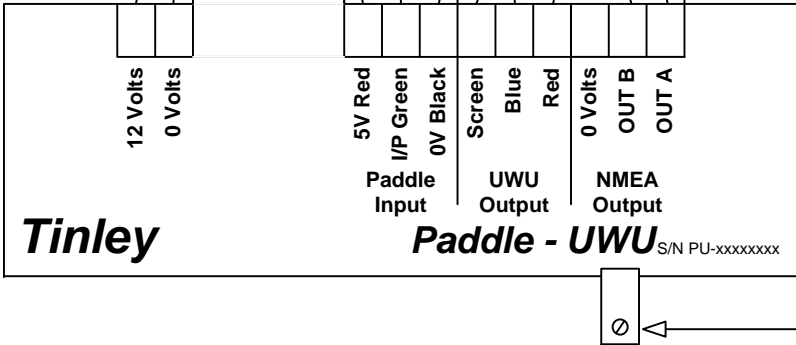 12 Volts
0 Volts
5V Red
I/P Green
0V Black
Screen
Blue
Red
0 Volts
OUT B
OUT A
Paddle
Input
UWU
Output
NMEA
Output
Tinley
Paddle - UWU S/N PU-xxxxxxxx